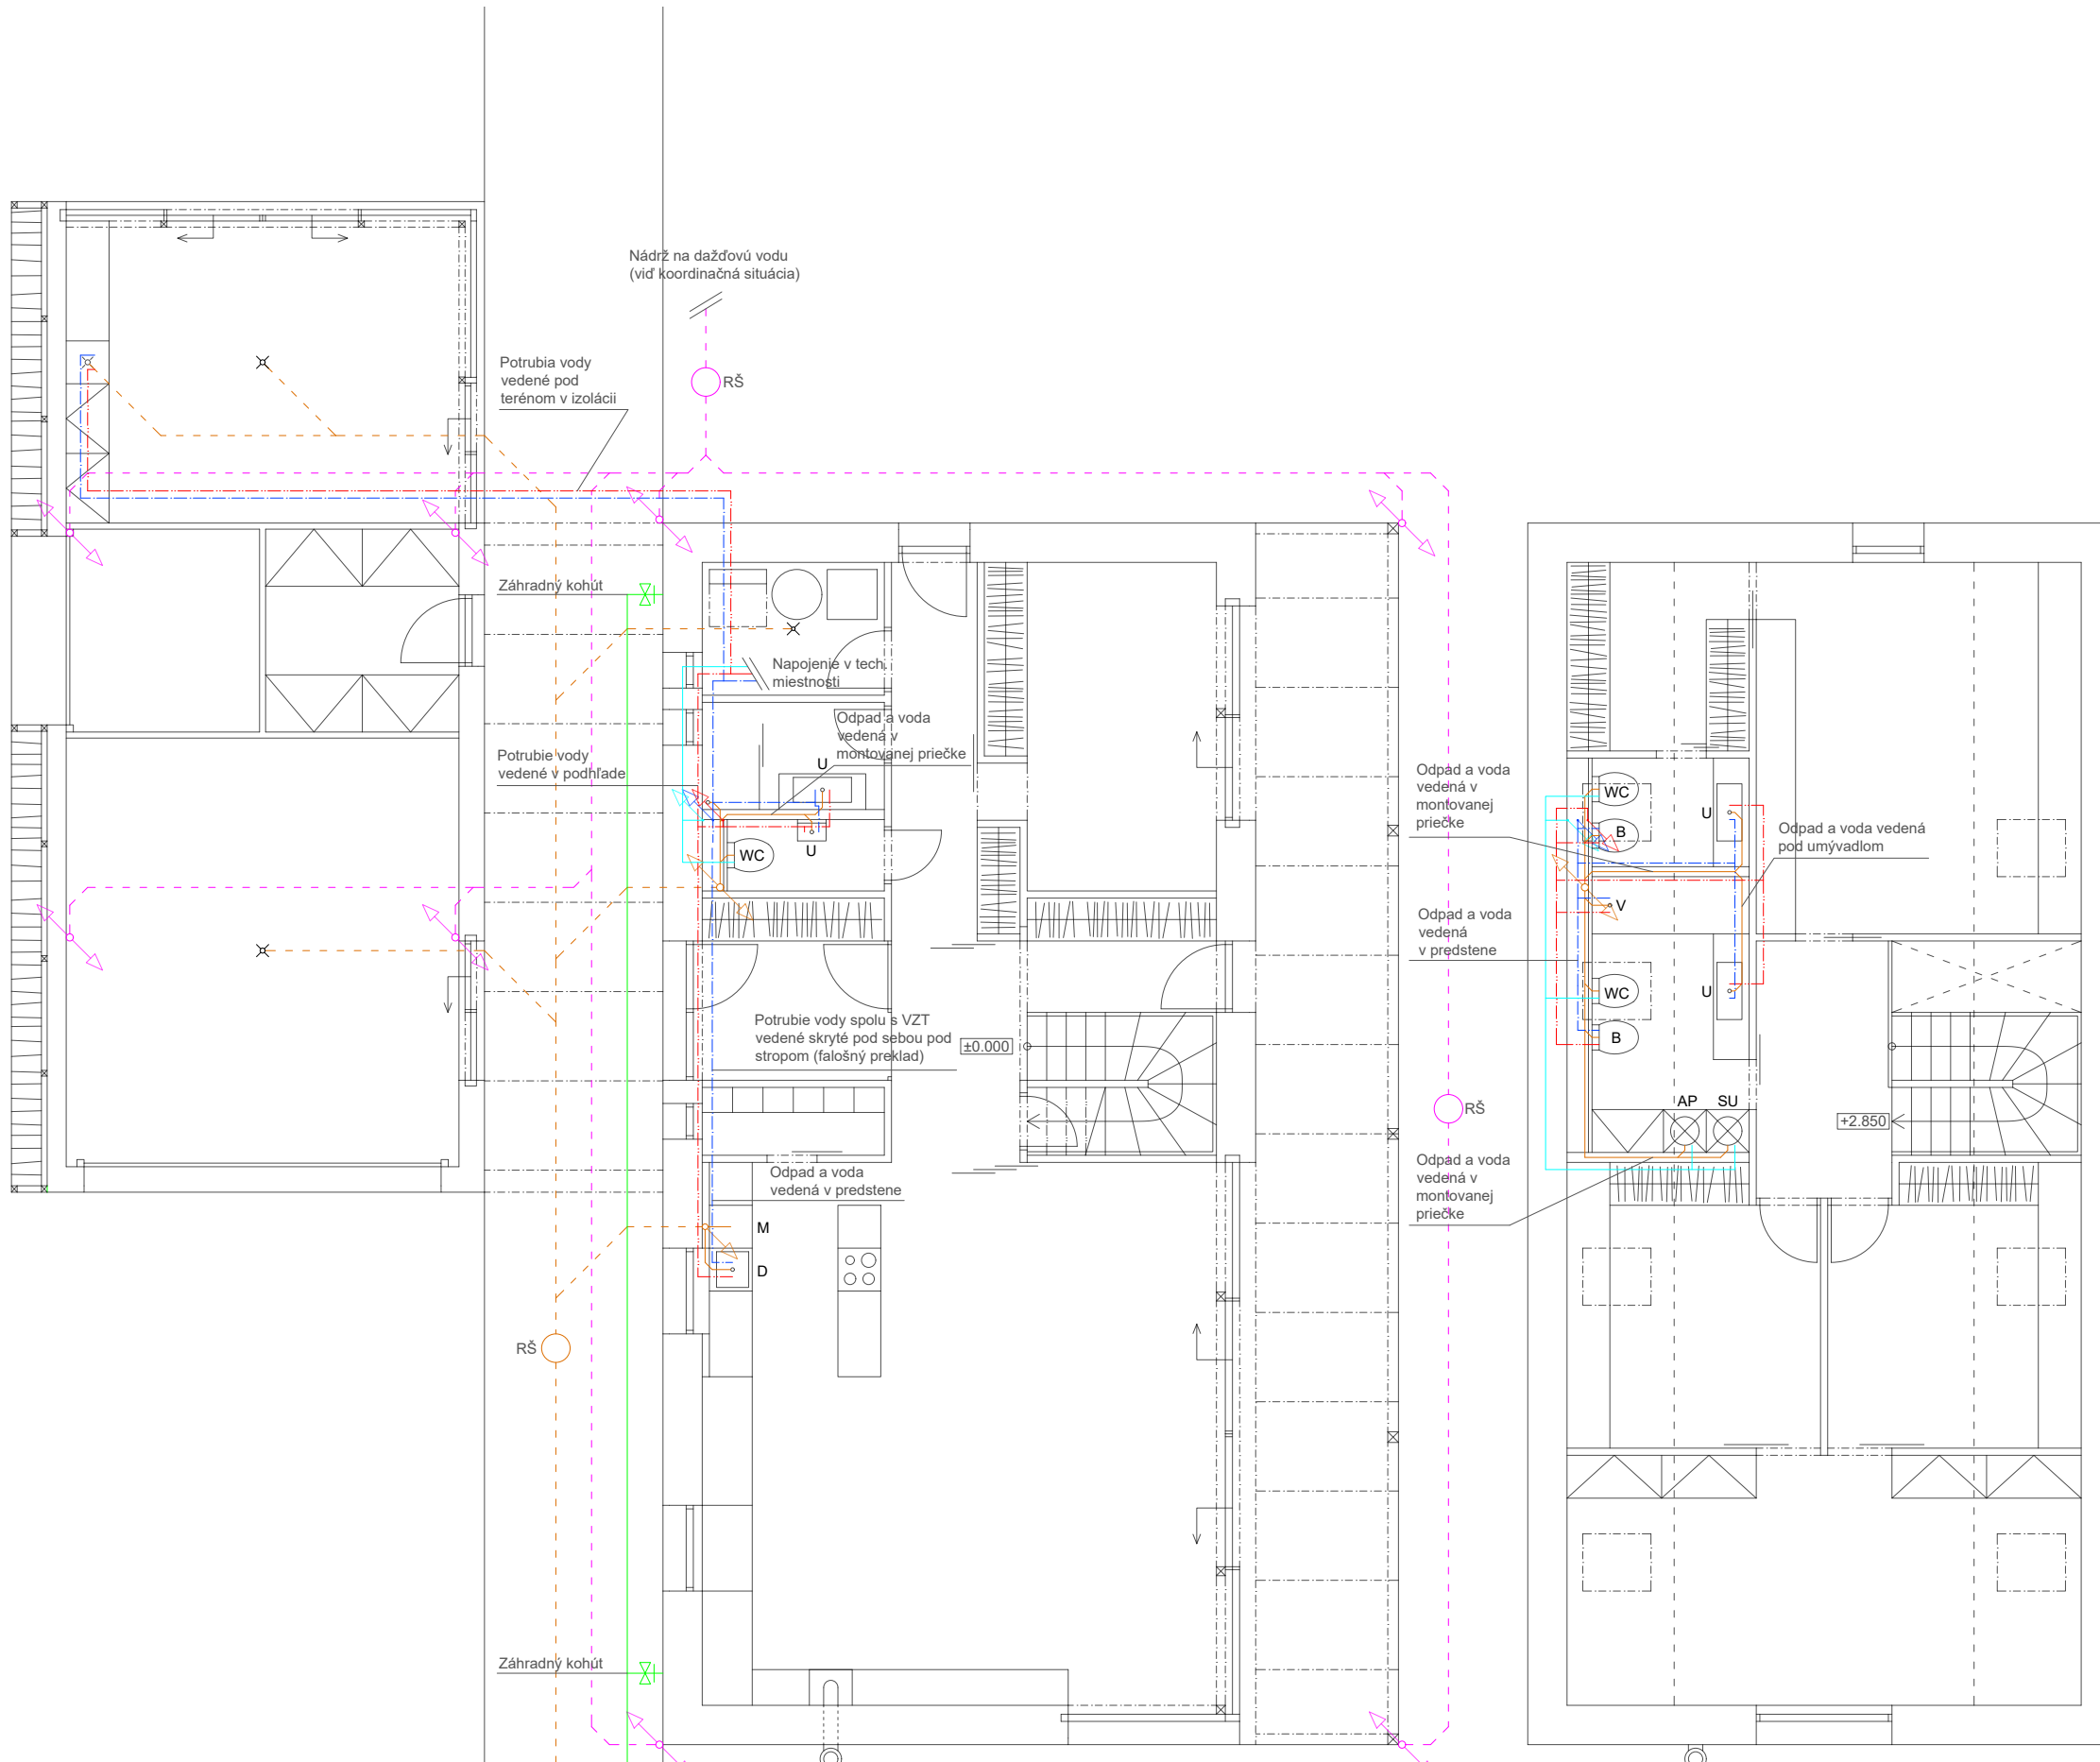 Nádrž na dažďovú vodu
(viď koordinačná situácia)
RŠ
Potrubia vody
vedené pod
terénom v izolácii
Záhradný kohút
Napojenie v tech.
miestnosti
Odpad a voda
vedená v
montovanej priečke
Potrubie vody
vedené v podhľade
U
U
WC
Potrubie vody spolu s VZT
vedené skryté pod sebou pod
stropom (falošný preklad)
±0.000
Odpad a voda
vedená v predstene
M
D
RŠ
Záhradný kohút
RŠ
Odpad a voda
vedená v
montovanej
priečke
Odpad a voda
vedená
v predstene
Odpad a voda
vedená v
montovanej
priečke
WC
B
U
V
WC
U
B
AP
SU
Odpad a voda vedená
pod umývadlom
+2.850